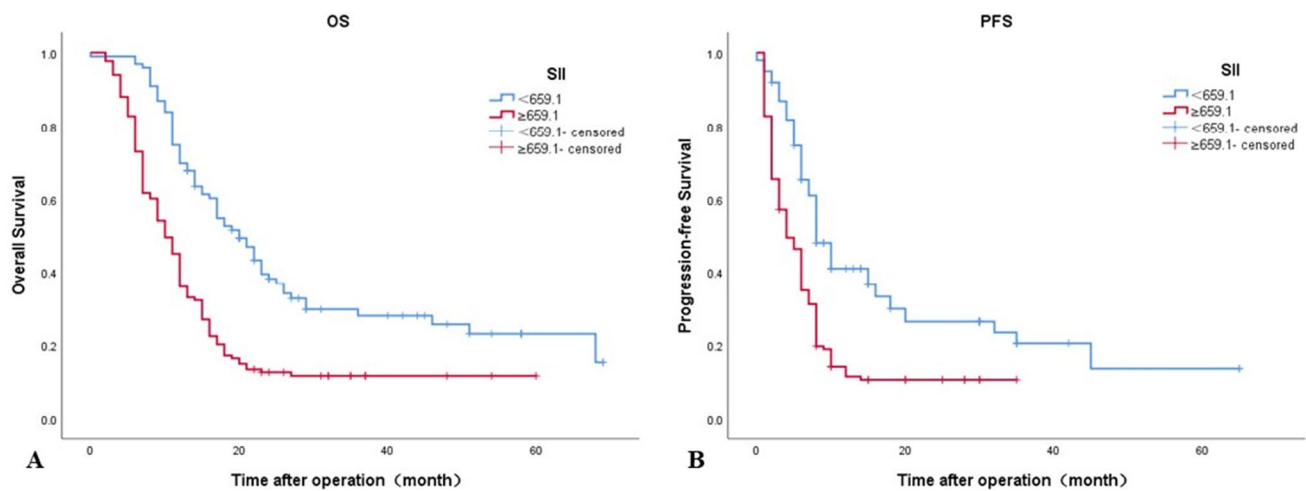 OS
Overall Survival
1.0
0.8
0.6
0.4
0.2
0.0
SII
<659.1
≥659.1
<659.1- censored
≥659.1- censored
0 20 40 60
Time after operation（month）
A
PFS
Progression-free Survival
1.0
0.8
0.6
0.4
0.2
0.0
SII
<659.1
≥659.1
<659.1- censored
≥659.1- censored
0 20 40 60
Time after operation（month）
B